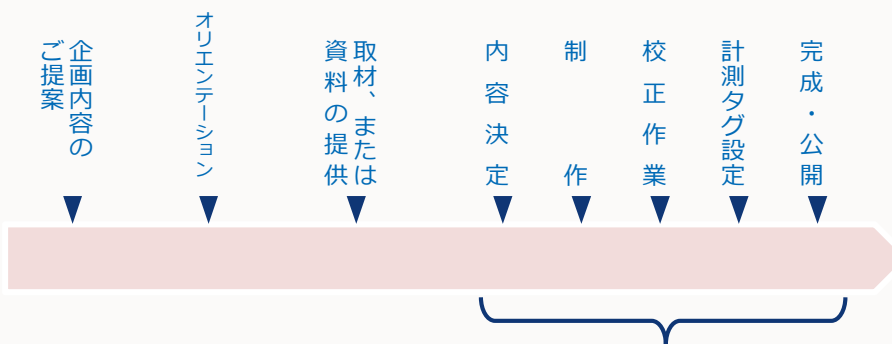 企画内容の
ご提案
オリエンテーション
取材、または
資料の提供
内容決定
制作
校正作業
計測タグ設定
完成・公開